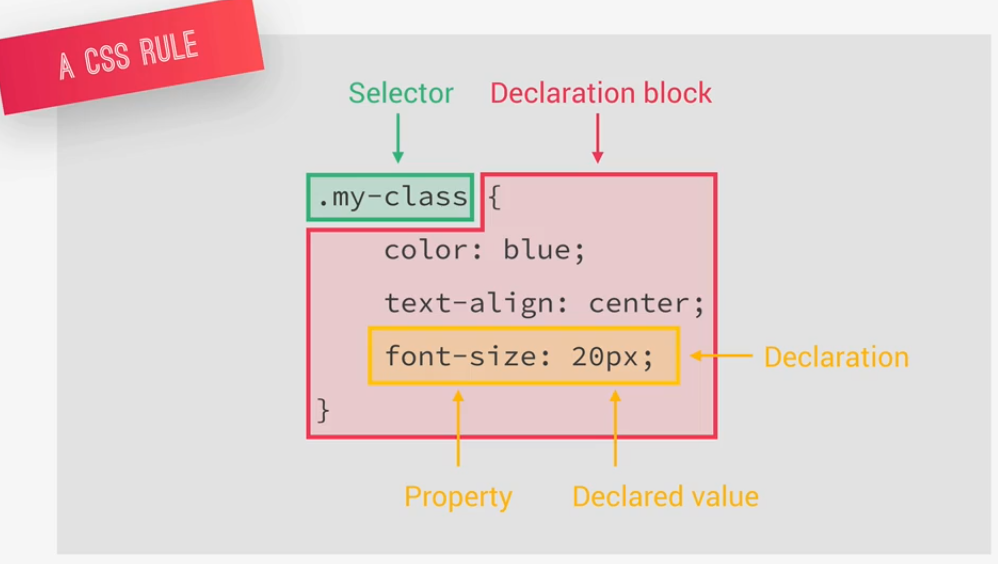 A CSS RULE
Selector Declaration block
.my-class {
color: blue;
text-align: center;
font-size: 20px;
Declaration
}
Property Declared value